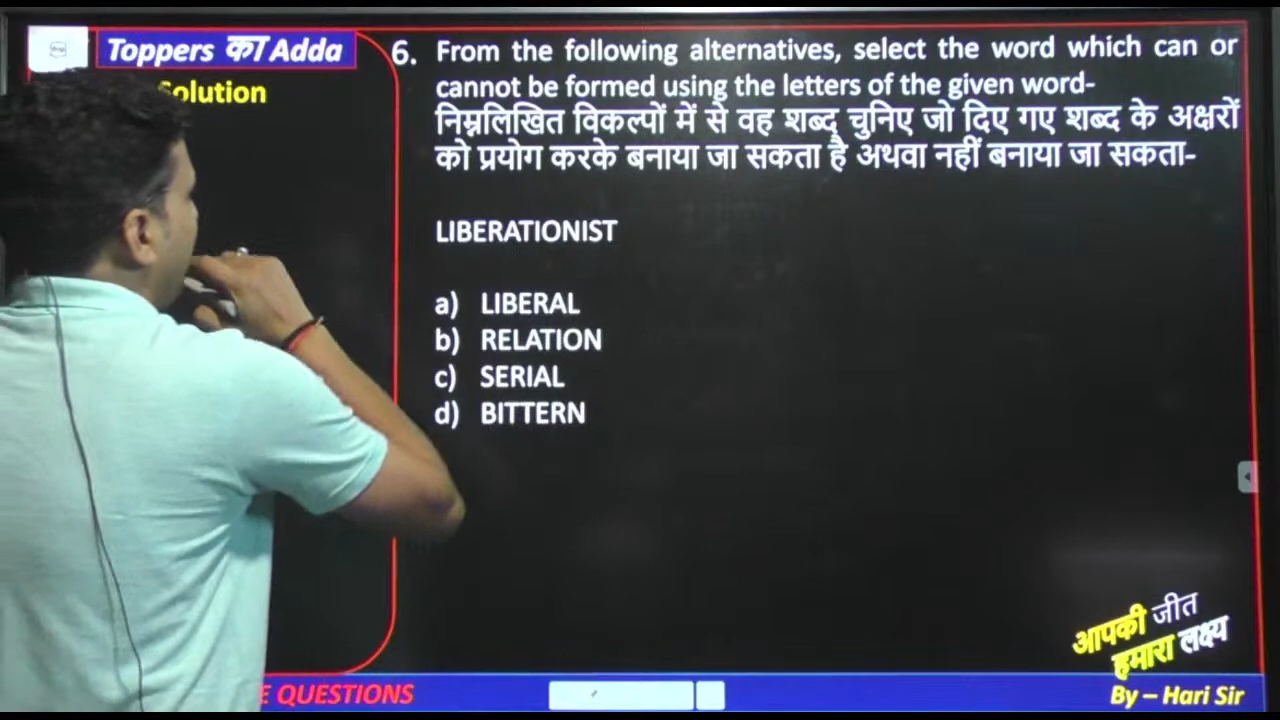 Toppers का Adda
Solution
6. From the following alternatives, select the word which can or
cannot be formed using the letters of the given word-
निम्नलिखित विकल्पों में से वह शब्द चुनिए जो दिए गए शब्द के अक्षरों
को प्रयोग करके बनाया जा सकता है अथवा नहीं बनाया जा सकता-
LIBERATIONIST
a) LIBERAL
b) RELATION
c) SERIAL
d) BITTERN
आपकी जीत
हमारा लक्ष्य
QUESTIONS
By – Hari Sir